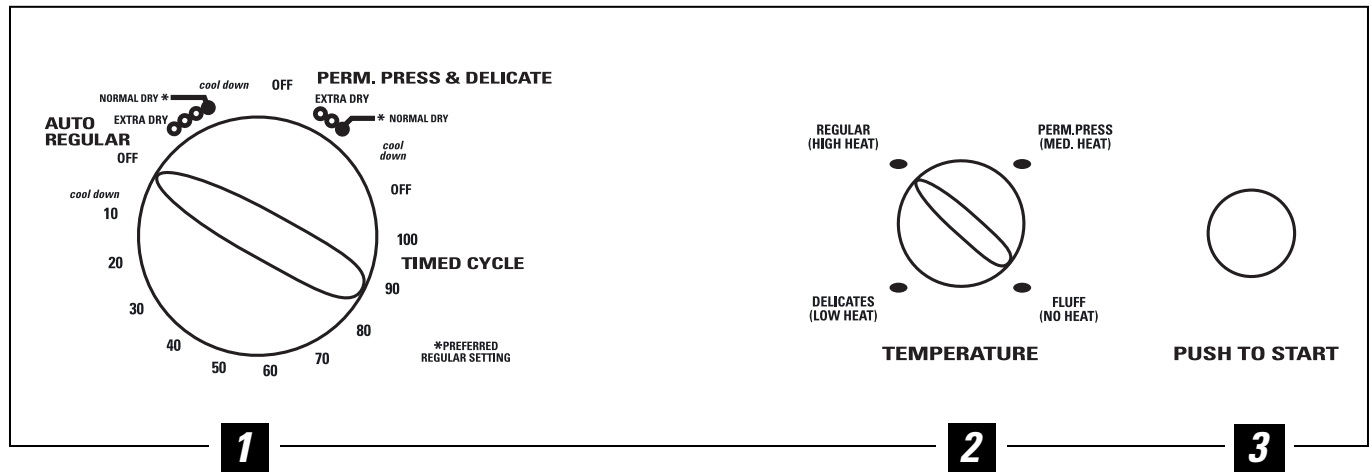 PERM. PRESS & DELICATE
cool down
OFF
NORMAL DRY *
EXTRA DRY
* NORMAL DRY
AUTO
REGULAR
EXTRA DRY
OFF
cool
down
cool down
OFF
10
20
30
40
50
60
70
80
90
100
TIMED CYCLE
*PREFERRED
REGULAR SETTING
REGULAR
(HIGH HEAT)
PERM.PRESS
(MED. HEAT)
DELICATES
(LOW HEAT)
FLUFF
(NO HEAT)
TEMPERATURE
PUSH TO START
1
2
3